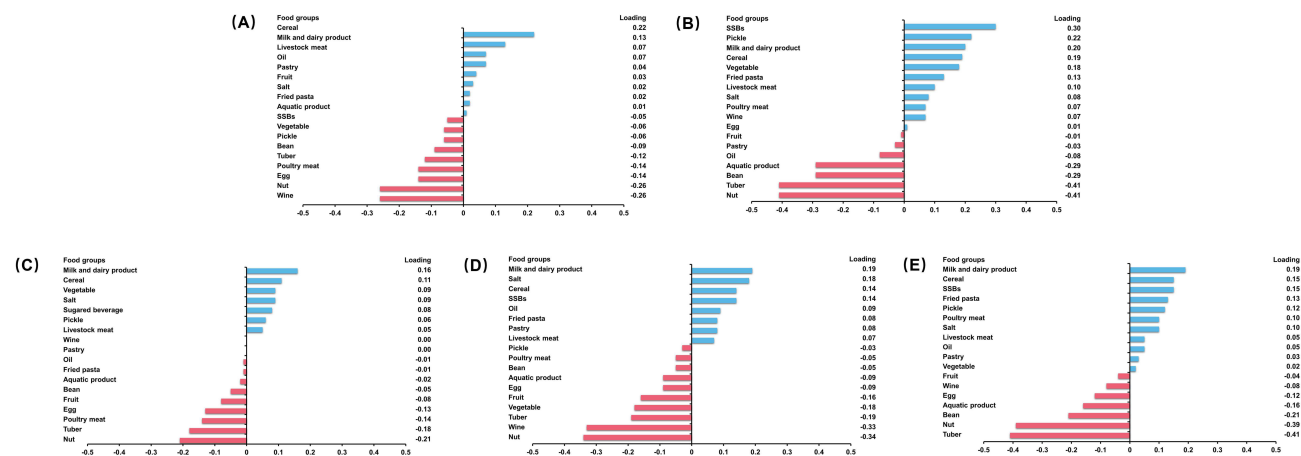 (A)
Food groups Loading
Cereal 0.22
Milk and dairy product 0.13
Livestock meat 0.07
Oil 0.07
Pastry 0.04
Fruit 0.03
Salt 0.02
Fried pasta 0.02
Aquatic product 0.01
SSBs -0.05
Vegetable -0.06
Pickle -0.06
Bean -0.09
Tuber -0.12
Poultry meat -0.14
Egg -0.14
Nut -0.26
Wine -0.26
-0.5 -0.4 -0.3 -0.2 -0.1 0 0.1 0.2 0.3 0.4 0.5
(B)
Food groups Loading
SSBs 0.30
Pickle 0.22
Milk and dairy product 0.20
Cereal 0.19
Vegetable 0.18
Fried pasta 0.13
Livestock meat 0.10
Salt 0.08
Poultry meat 0.07
Wine 0.07
Egg 0.01
Fruit -0.01
Pastry -0.03
Oil -0.08
Aquatic product -0.29
Bean -0.29
Tuber -0.41
Nut -0.41
-0.5 -0.4 -0.3 -0.2 -0.1 0 0.1 0.2 0.3 0.4 0.5
(C)
Food groups Loading
Milk and dairy product 0.16
Cereal 0.11
Vegetable 0.09
Salt 0.09
Sugared beverage 0.08
Pickle 0.06
Livestock meat 0.05
Wine 0.00
Pastry 0.00
Oil -0.01
Fried pasta -0.01
Aquatic product -0.02
Bean -0.05
Fruit -0.08
Egg -0.13
Poultry meat -0.14
Tuber -0.18
Nut -0.21
-0.5 -0.4 -0.3 -0.2 -0.1 0 0.1 0.2 0.3 0.4 0.5
(D)
Food groups Loading
Milk and dairy product 0.19
Salt 0.18
Cereal 0.14
SSBs 0.14
Oil 0.09
Fried pasta 0.08
Pastry 0.08
Livestock meat 0.07
Pickle -0.03
Poultry meat -0.05
Bean -0.05
Aquatic product -0.09
Egg -0.09
Fruit -0.16
Vegetable -0.18
Tuber -0.19
Wine -0.33
Nut -0.34
-0.5 -0.4 -0.3 -0.2 -0.1 0 0.1 0.2 0.3 0.4 0.5
(E)
Food groups Loading
Milk and dairy product 0.19
Cereal 0.15
SSBs 0.15
Fried pasta 0.13
Pickle 0.12
Poultry meat 0.10
Salt 0.10
Livestock meat 0.05
Oil 0.05
Pastry 0.03
Vegetable 0.02
Fruit -0.04
Wine -0.08
Egg -0.12
Aquatic product -0.16
Bean -0.21
Nut -0.39
Tuber -0.41
-0.5 -0.4 -0.3 -0.2 -0.1 0 0.1 0.2 0.3 0.4 0.5